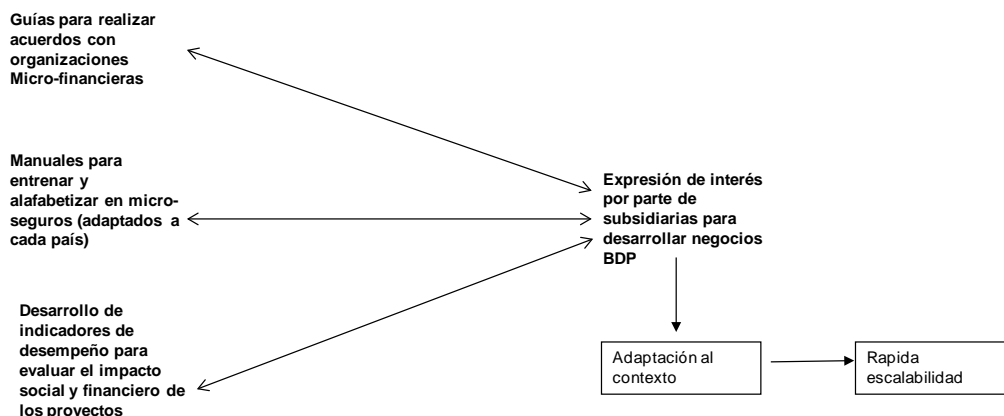 Guías para realizar
acuerdos con
organizaciones
Micro-financieras
Manuales para
entrenar y
alafabetizar en micro-
seguros (adaptados a
cada país)
Desarrollo de
indicadores de
desempeño para
evaluar el impacto
social y financiero de
los proyectos
Expresión de interés
por parte de
subsidiarias para
desarrollar negocios
BDP
Adaptación al
contexto
Rapida
escalabilidad